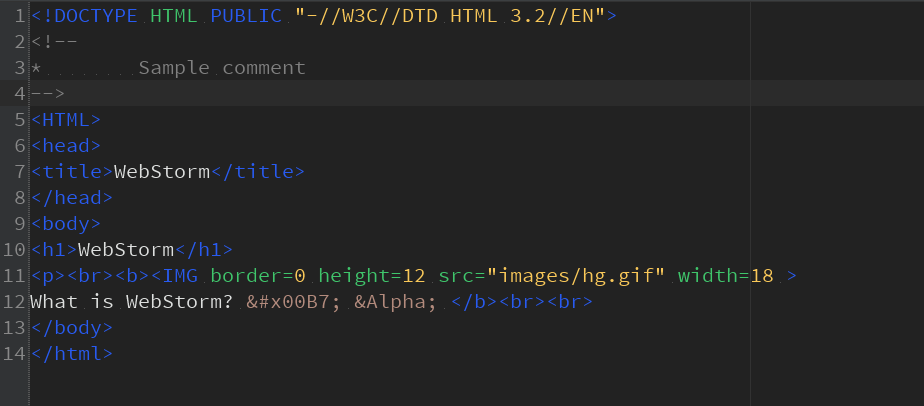 1 <!DOCTYPE HTML PUBLIC "-//W3C//DTD HTML 3.2//EN">
2 <!--
3 *        Sample comment
4 -->
5 <HTML>
6 <head>
7 <title>WebStorm</title>
8 </head>
9 <body>
10 <h1>WebStorm</h1>
11 <p><br><b><IMG border=0 height=12 src="images/hg.gif" width=18 >
12 What is WebStorm? &#x00B7; &Alpha; </b><br><br>
13 </body>
14 </html>